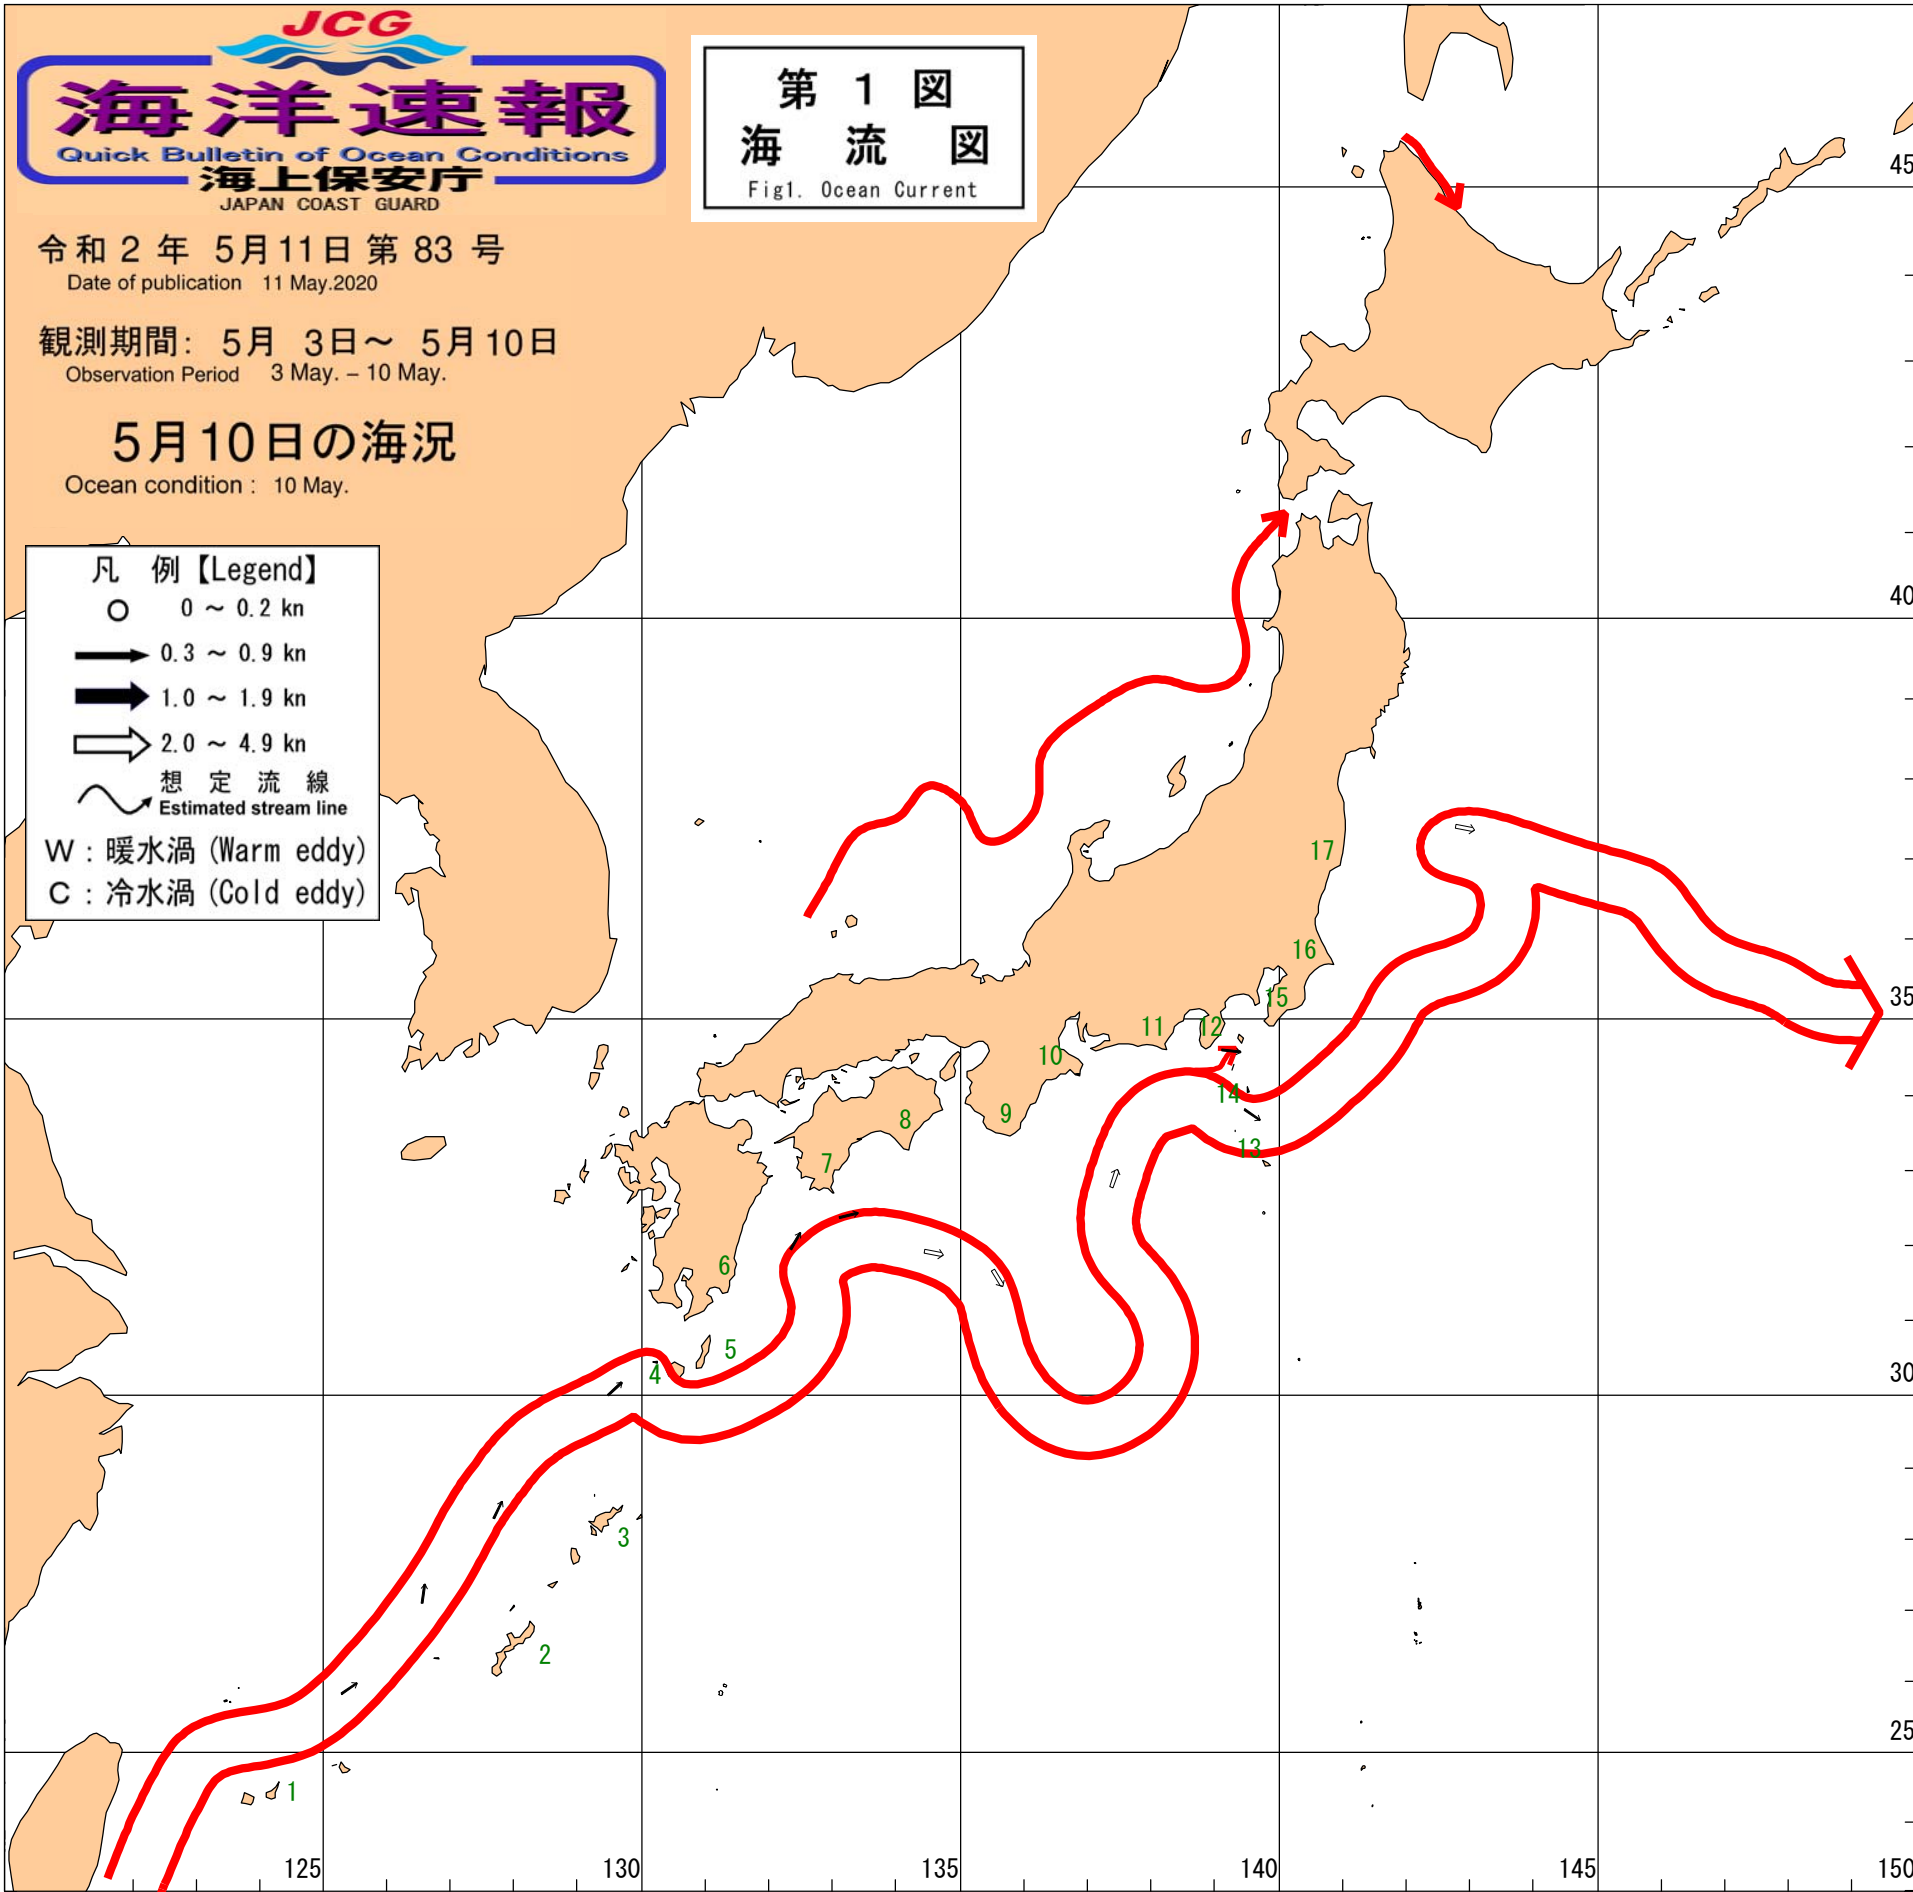 JCG
海洋速報
Quick Bulletin of Ocean Conditions
海上保安庁
JAPAN COAST GUARD
令和 2 年 5月11日 第 83 号
Date of publication 11 May.2020
観測期間: 5月 3日～ 5月10日
Observation Period 3 May. – 10 May.
5月10日の海況
Ocean condition : 10 May.
第 1 図
海 流 図
Fig1. Ocean Current
凡 例【Legend】
0 ～ 0.2 kn
0.3 ～ 0.9 kn
1.0 ～ 1.9 kn
2.0 ～ 4.9 kn
想 定 流 線
Estimated stream line
W : 暖水渦 (Warm eddy)
C : 冷水渦 (Cold eddy)
45
40
17
16
35
15
12
11
10
14
9
8
13
7
6
5
4
30
3
2
25
1
125
130
135
140
145
150